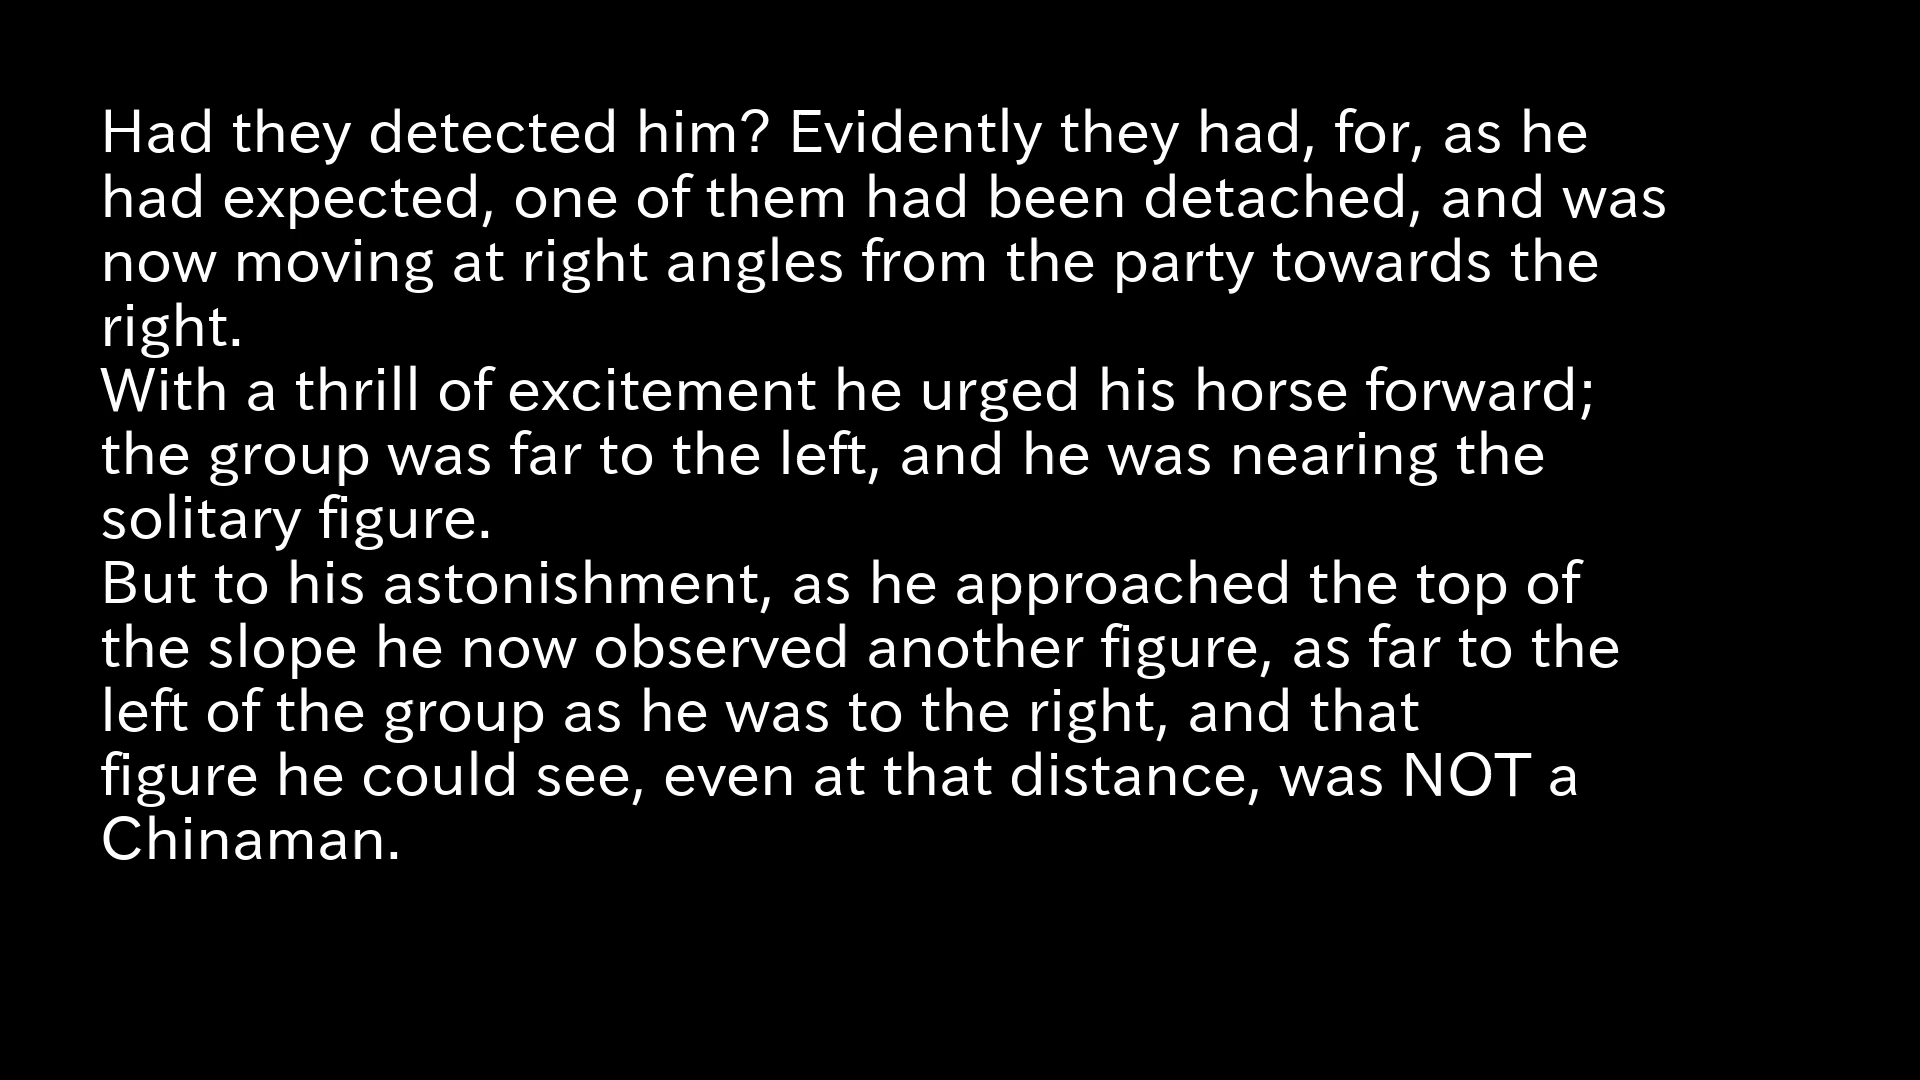 Had they detected him? Evidently they had, for, as he
had expected, one of them had been detached, and was
now moving at right angles from the party towards the
right.
With a thrill of excitement he urged his horse forward;
the group was far to the left, and he was nearing the
solitary figure.
But to his astonishment, as he approached the top of
the slope he now observed another figure, as far to the
left of the group as he was to the right, and that
figure he could see, even at that distance, was NOT a
Chinaman.